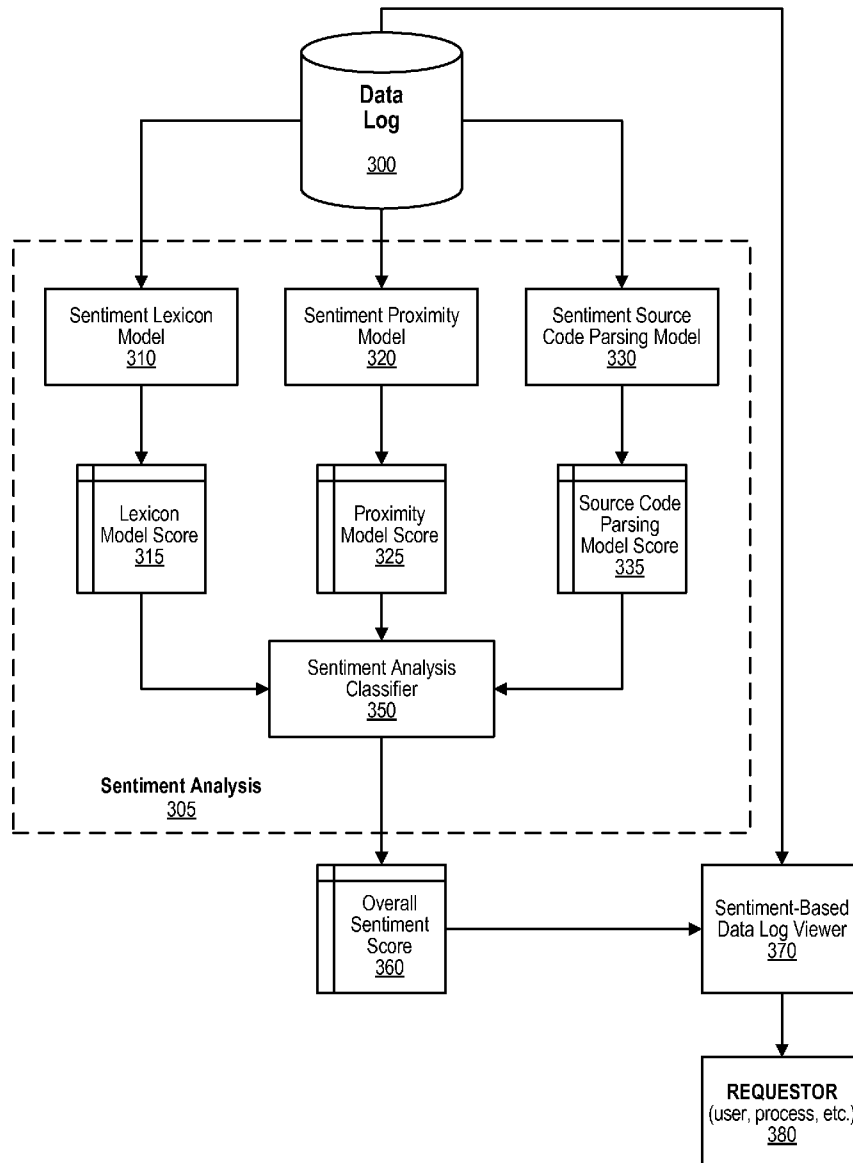 Data
Log
300
Sentiment Lexicon
Model
310
Sentiment Proximity
Model
320
Sentiment Source
Code Parsing Model
330
Lexicon
Model Score
315
Proximity
Model Score
325
Source Code
Parsing
Model Score
335
Sentiment Analysis
Classifier
350
Sentiment Analysis
305
Overall
Sentiment
Score
360
Sentiment-Based
Data Log Viewer
370
REQUESTOR
(user, process, etc.)
380